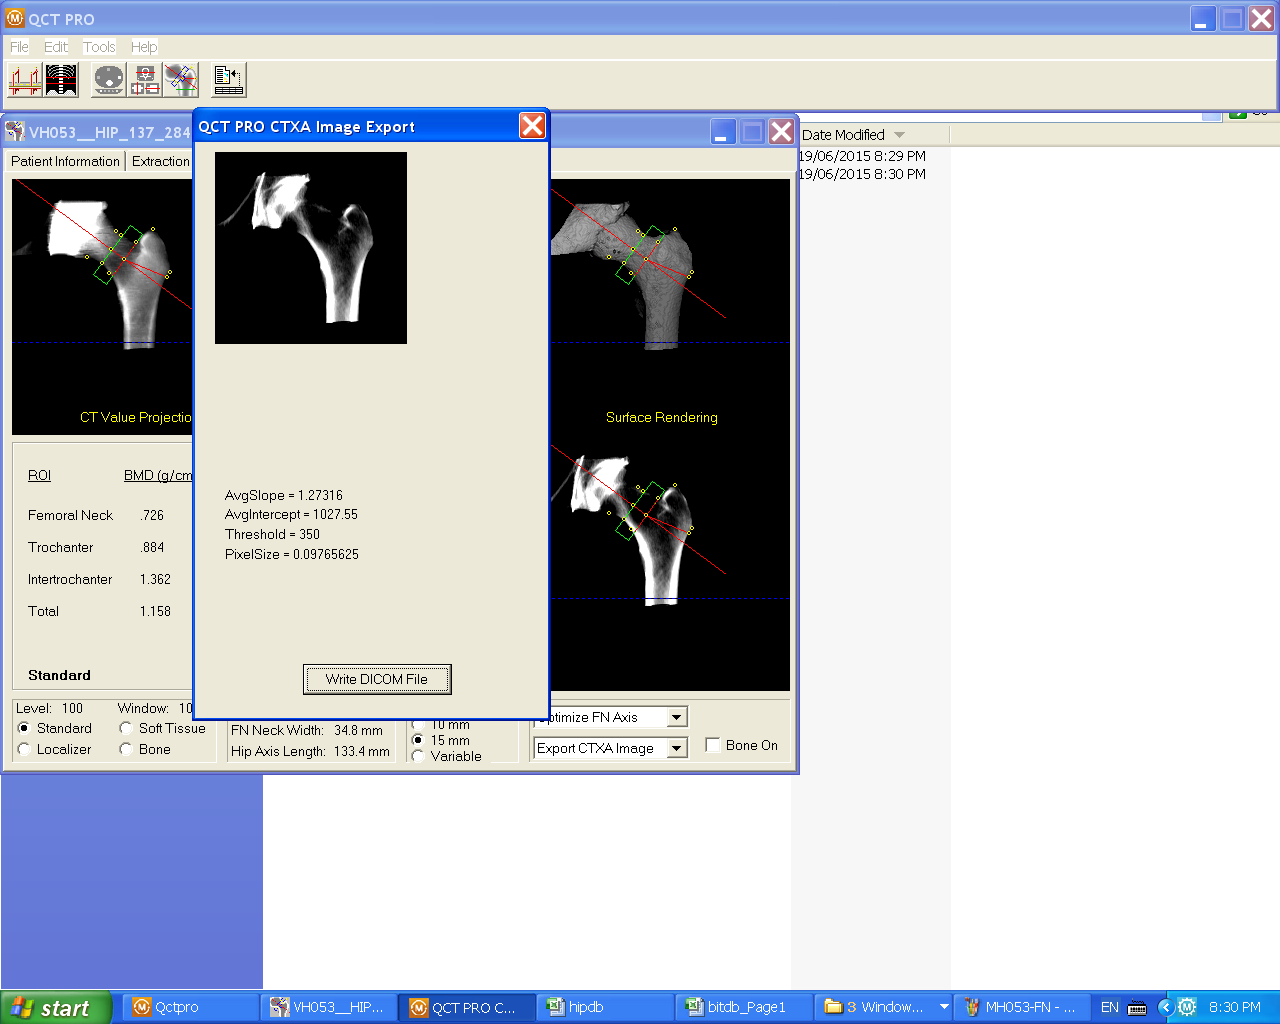 QCT PRO
File Edit Tools Help
VH053__HIP_137_284
QCT PRO CTXA Image Export
Date Modified
Patient Information
Extraction
19/06/2015 8:29 PM
19/06/2015 8:30 PM
CT Value Projectio
Surface Rendering
ROI BMD (g/cm
Femoral Neck .726
Trochanter .884
Intertrochanter 1.362
Total 1.158
Standard
AvgSlope = 1.27316
AvgIntercept = 1027.55
Threshold = 350
PixelSize = 0.09765625
Write DICOM File
Level: 100 Window: 10
Standard Soft Tissue
Localizer Bone
FN Neck Width: 34.8 mm
Hip Axis Length: 133.4 mm
10 mm
15 mm
Variable
ptimize FN Axis
Export CTXA Image
Bone On
start
Qctpro
VH053__HIP...
QCT PRO C...
hipdb
bitdb_Page1
3 Window...
MH053-FN - ...
EN
8:30 PM